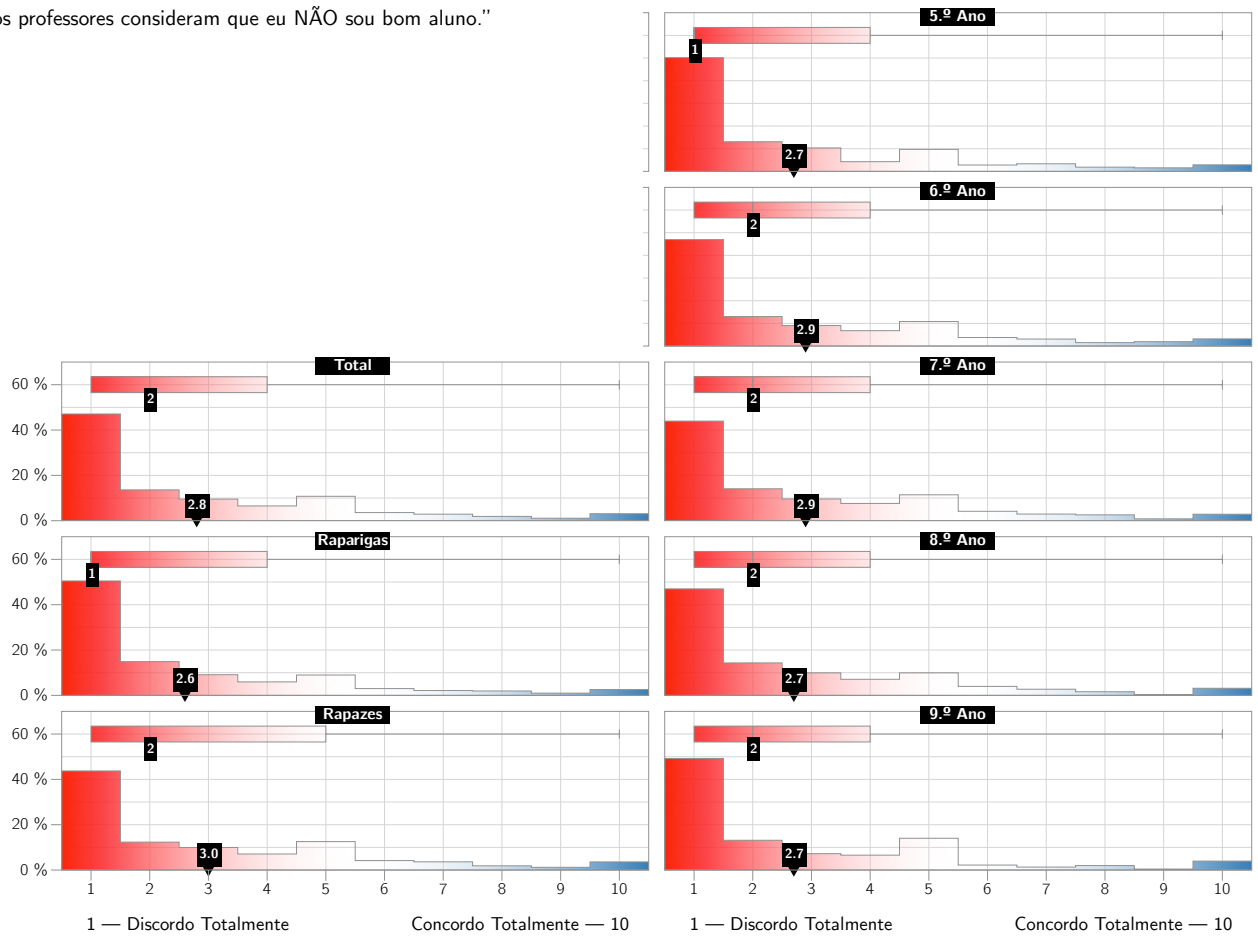 os professores consideram que eu NÃO sou bom aluno.”
5.º Ano
1
2.7
6.º Ano
2
2.9
Total
60 %
2
40 %
20 %
2.8
0 %
7.º Ano
2
2.9
Raparigas
60 %
1
40 %
20 %
2.6
0 %
8.º Ano
2
2.7
Rapazes
60 %
2
40 %
20 %
3.0
0 %
1 2 3 4 5 6 7 8 9 10
1 — Discordo Totalmente Concordo Totalmente — 10
9.º Ano
2
2.7
1 2 3 4 5 6 7 8 9 10
1 — Discordo Totalmente Concordo Totalmente — 10